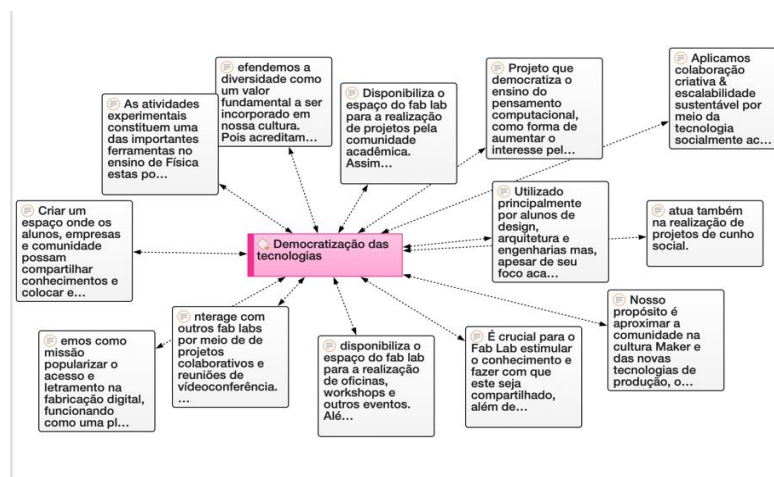 efendemos a
diversidade como
um valor
fundamental a ser
incorporado em
nossa cultura.
Pois acreditam...
As atividades
experimentais
constituem uma
das importantes
ferramentas no
ensino de Física
estas po...
Disponibiliza o
espaço do fab lab
para a realização
de projetos pela
comunidade
acadêmica.
Assim...
Projeto que
democratiza o
ensino do
pensamento
computacional,
como forma de
aumentar o
interesse pel...
Aplicamos
colaboração
criativa &
escalabilidade
sustentável por
meio da
tecnologia
socialmente ac...
Criar um
espaço onde os
alunos, empresas
e comunidade
possam
compartilhar
conhecimentos e
colocar e...
Democratização das
tecnologias
Utilizado
principalmente
por alunos de
design,
arquitetura e
engenharias mas,
apesar de seu
foco aca...
atua também
na realização de
projetos de cunho
social.
emos como
missão
popularizar o
acesso e
letramento na
fabricação digital,
funcionando
como uma pl...
nterage com
outros fab labs
por meio de de
projetos
colaborativos e
reuniões de
vídeoconferência.
...
disponibiliza o
espaço do fab lab
para a realização
de oficinas,
workshops e
outros eventos.
Alé...
É crucial para o
Fab Lab estimular
o conhecimento e
fazer com que
este seja
compartilhado,
além de...
Nosso
propósito é
aproximar a
comunidade na
cultura Maker e
das novas
tecnologias de
produção, o...